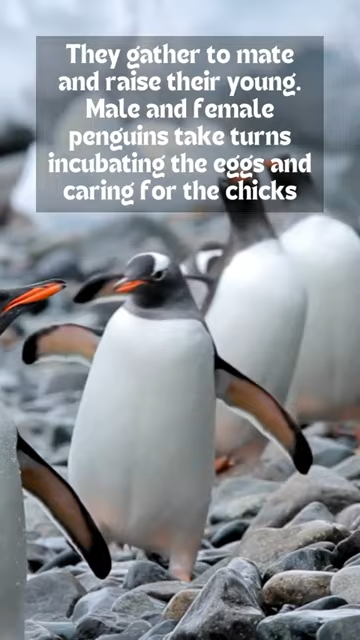 They gather to mate
and raise their young.
Male and female
penguins take turns
incubating the eggs and
caring for the chicks